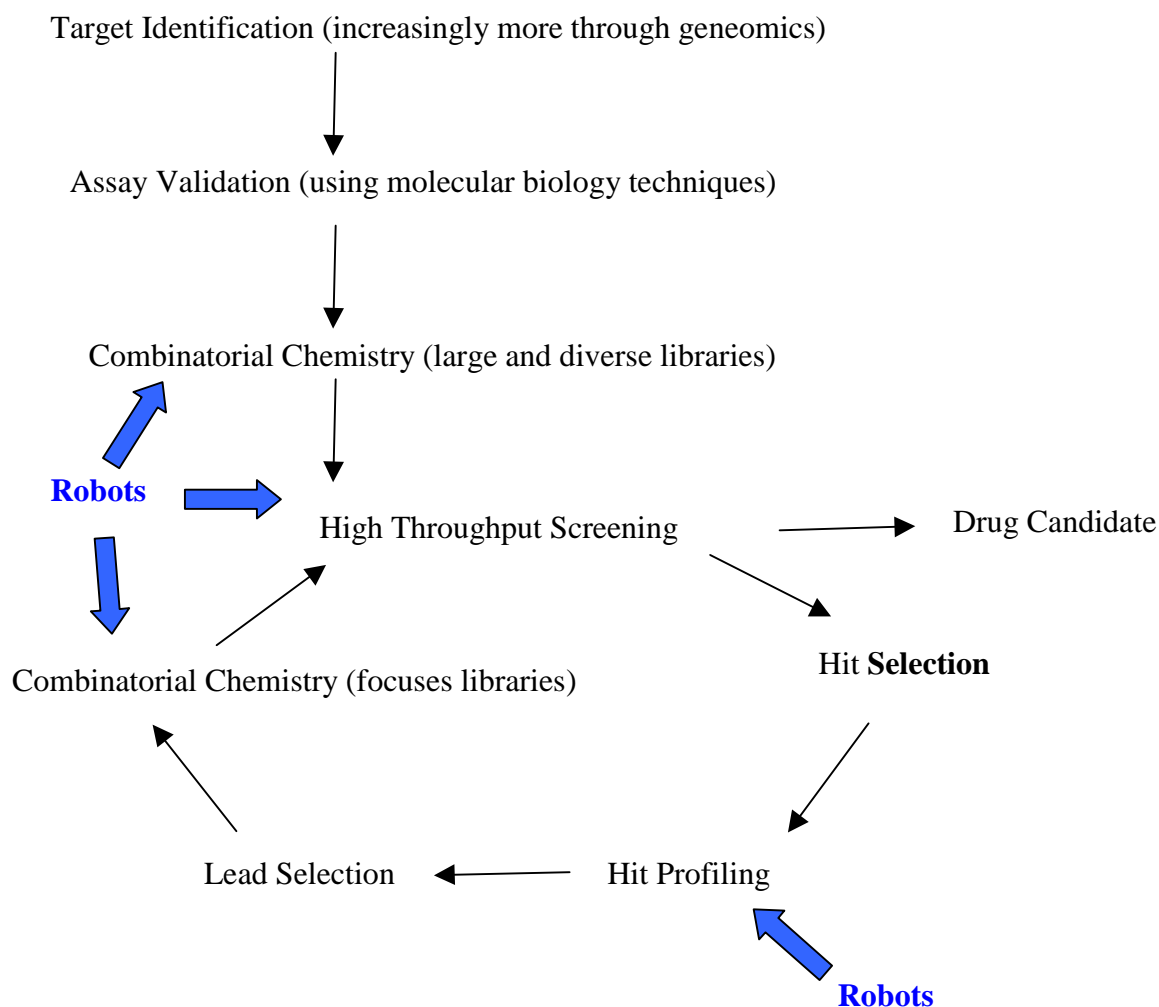 Target Identification (increasingly more through geneomics)
Assay Validation (using molecular biology techniques)
Combinatorial Chemistry (large and diverse libraries)
Robots
High Throughput Screening
Drug Candidate
Combinatorial Chemistry (focuses libraries)
Hit Selection
Lead Selection
Hit Profiling
Robots